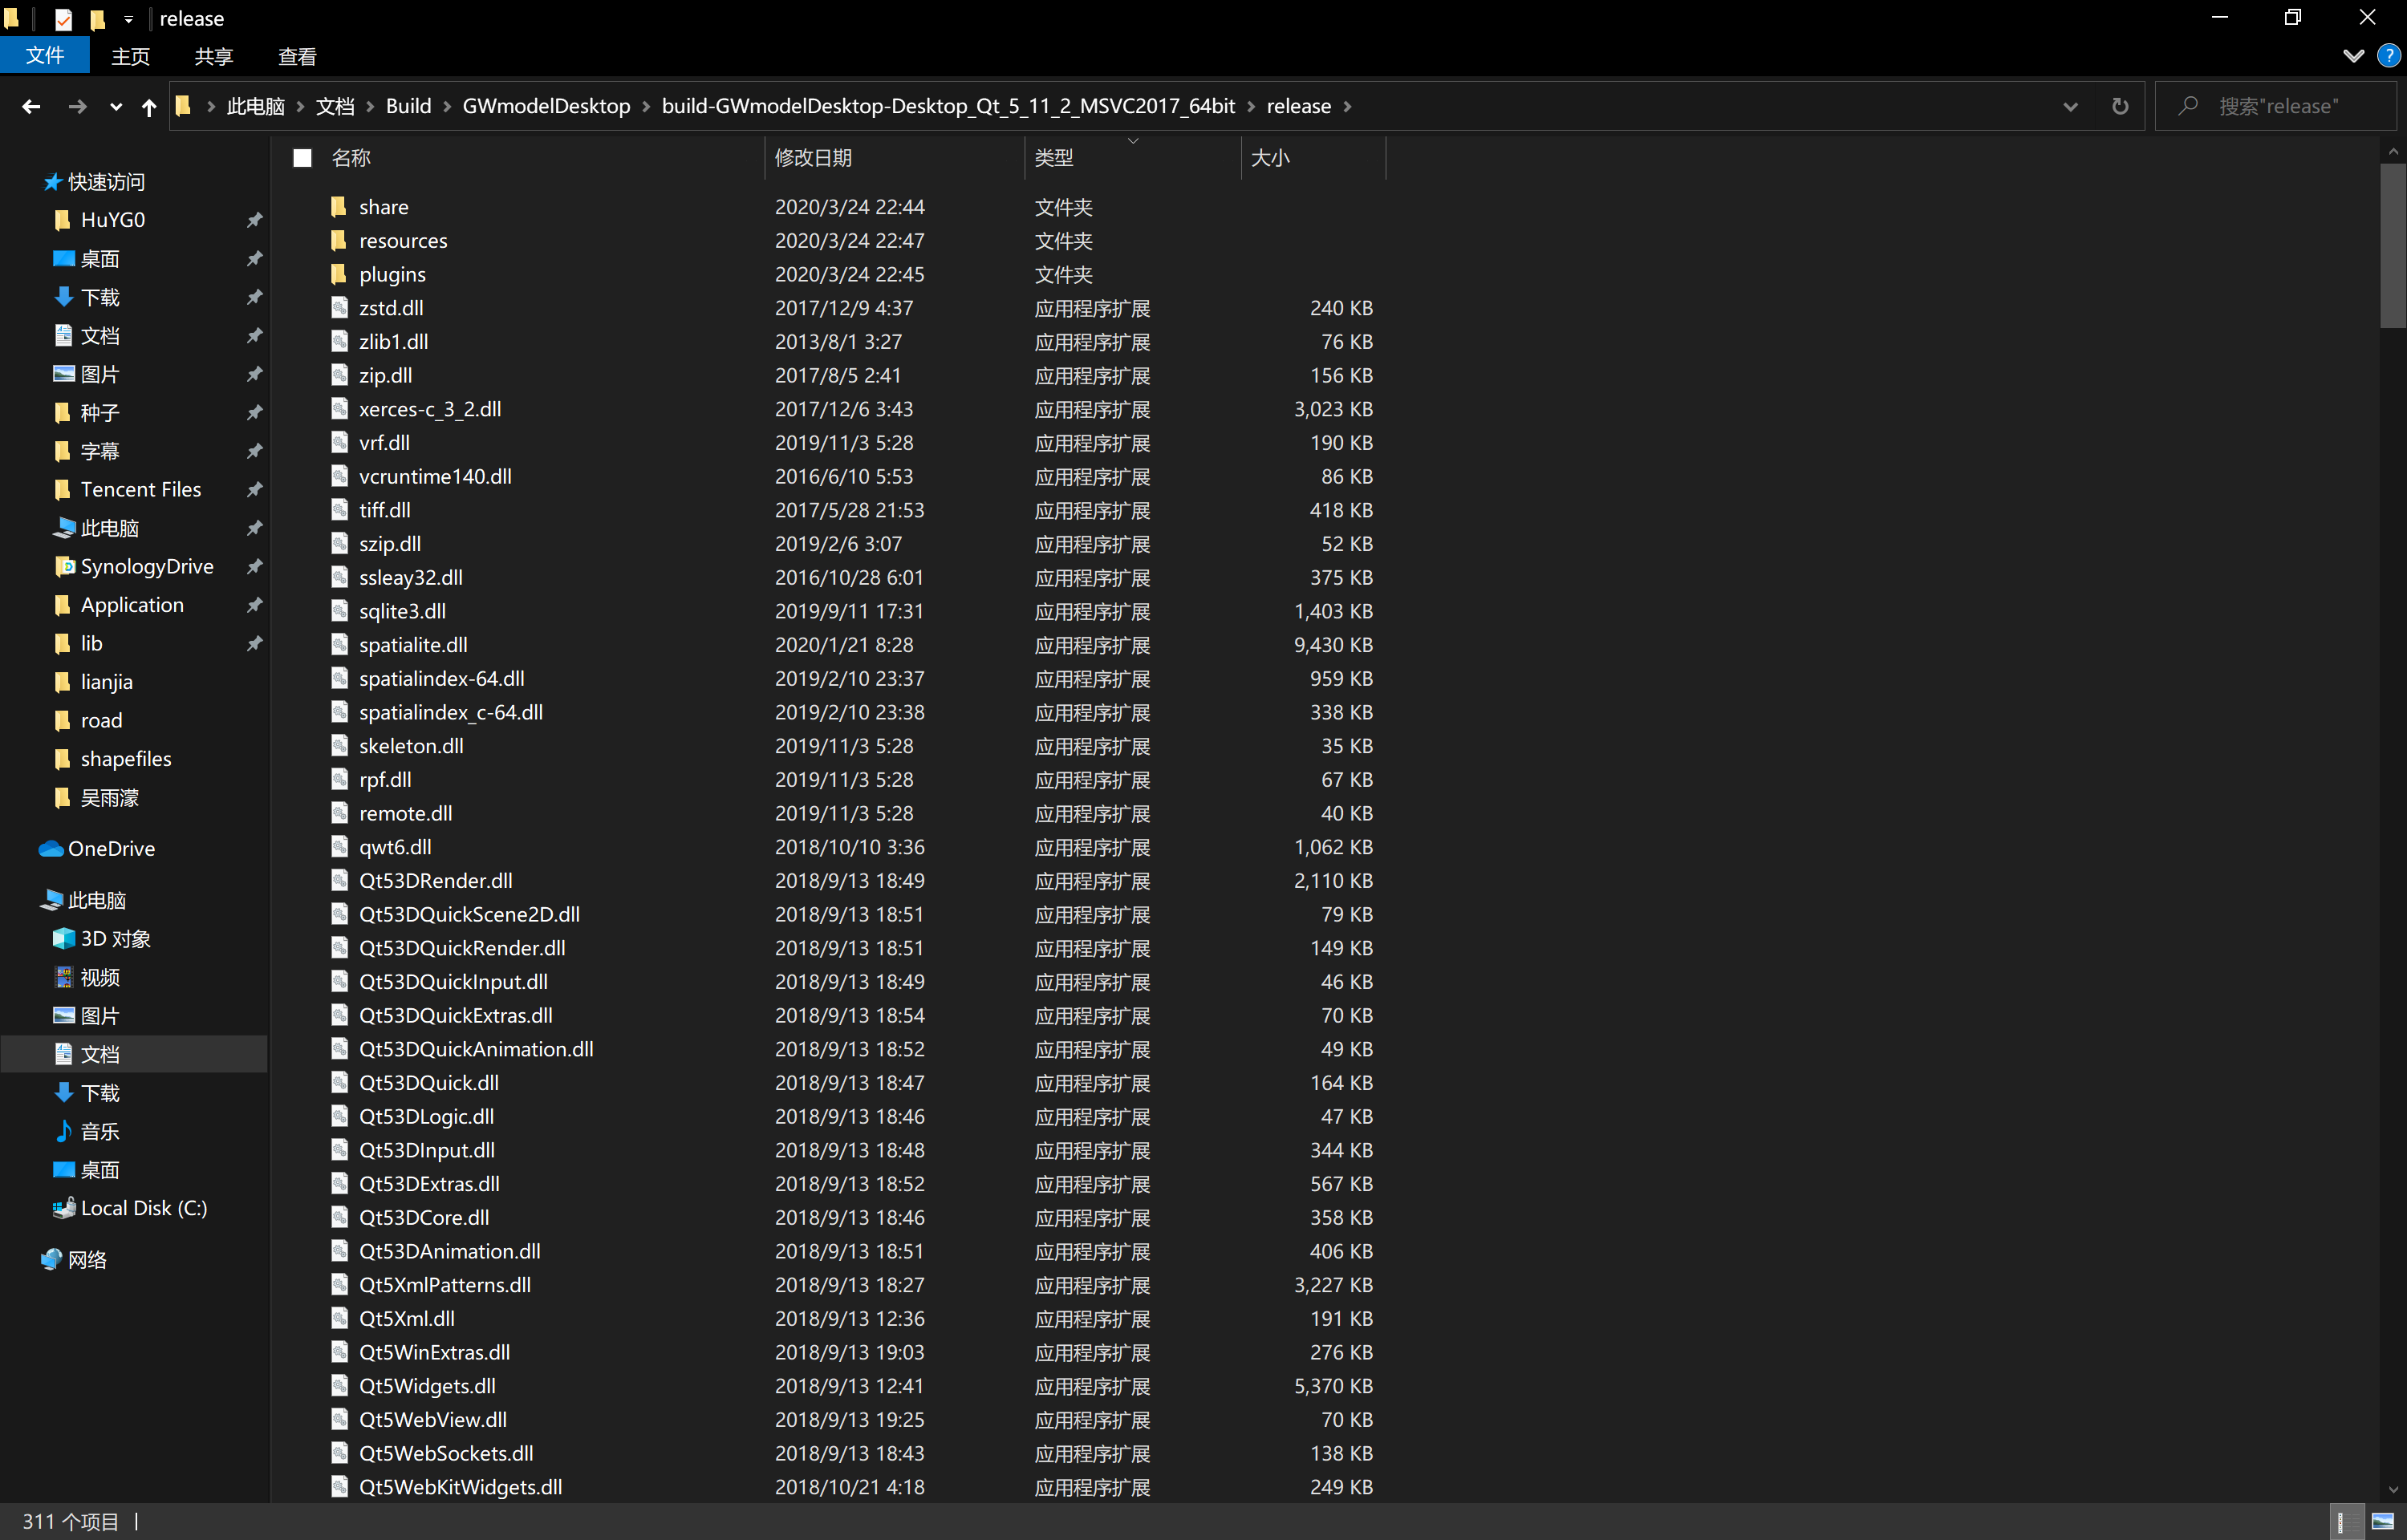 release
文件 主页 共享 查看
此电脑 文档 Build GWmodelDesktop build-GWmodelDesktop-Desktop_Qt_5_11_2_MSVC2017_64bit release 搜索"release"
快速访问
HuYG0
桌面
下载
文档
图片
种子
字幕
Tencent Files
此电脑
SynologyDrive
Application
lib
lianjia
road
shapefiles
吴雨濛
OneDrive
此电脑
3D 对象
视频
图片
文档
下载
音乐
桌面
Local Disk (C:)
网络
名称 修改日期 类型 大小
share 2020/3/24 22:44 文件夹
resources 2020/3/24 22:47 文件夹
plugins 2020/3/24 22:45 文件夹
zstd.dll 2017/12/9 4:37 应用程序扩展 240 KB
zlib1.dll 2013/8/1 3:27 应用程序扩展 76 KB
zip.dll 2017/8/5 2:41 应用程序扩展 156 KB
xerces-c_3_2.dll 2017/12/6 3:43 应用程序扩展 3,023 KB
vrf.dll 2019/11/3 5:28 应用程序扩展 190 KB
vcruntime140.dll 2016/6/10 5:53 应用程序扩展 86 KB
tiff.dll 2017/5/28 21:53 应用程序扩展 418 KB
szip.dll 2019/2/6 3:07 应用程序扩展 52 KB
ssleay32.dll 2016/10/28 6:01 应用程序扩展 375 KB
sqlite3.dll 2019/9/11 17:31 应用程序扩展 1,403 KB
spatialite.dll 2020/1/21 8:28 应用程序扩展 9,430 KB
spatialindex-64.dll 2019/2/10 23:37 应用程序扩展 959 KB
spatialindex_c-64.dll 2019/2/10 23:38 应用程序扩展 338 KB
skeleton.dll 2019/11/3 5:28 应用程序扩展 35 KB
rpf.dll 2019/11/3 5:28 应用程序扩展 67 KB
remote.dll 2019/11/3 5:28 应用程序扩展 40 KB
qwt6.dll 2018/10/10 3:36 应用程序扩展 1,062 KB
Qt53DRender.dll 2018/9/13 18:49 应用程序扩展 2,110 KB
Qt53DQuickScene2D.dll 2018/9/13 18:51 应用程序扩展 79 KB
Qt53DQuickRender.dll 2018/9/13 18:51 应用程序扩展 149 KB
Qt53DQuickInput.dll 2018/9/13 18:49 应用程序扩展 46 KB
Qt53DQuickExtras.dll 2018/9/13 18:54 应用程序扩展 70 KB
Qt53DQuickAnimation.dll 2018/9/13 18:52 应用程序扩展 49 KB
Qt53DQuick.dll 2018/9/13 18:47 应用程序扩展 164 KB
Qt53DLogic.dll 2018/9/13 18:46 应用程序扩展 47 KB
Qt53DInput.dll 2018/9/13 18:48 应用程序扩展 344 KB
Qt53DExtras.dll 2018/9/13 18:52 应用程序扩展 567 KB
Qt53DCore.dll 2018/9/13 18:46 应用程序扩展 358 KB
Qt53DAnimation.dll 2018/9/13 18:51 应用程序扩展 406 KB
Qt5XmlPatterns.dll 2018/9/13 18:27 应用程序扩展 3,227 KB
Qt5Xml.dll 2018/9/13 12:36 应用程序扩展 191 KB
Qt5WinExtras.dll 2018/9/13 19:03 应用程序扩展 276 KB
Qt5Widgets.dll 2018/9/13 12:41 应用程序扩展 5,370 KB
Qt5WebView.dll 2018/9/13 19:25 应用程序扩展 70 KB
Qt5WebSockets.dll 2018/9/13 18:43 应用程序扩展 138 KB
Qt5WebKitWidgets.dll 2018/10/21 4:18 应用程序扩展 249 KB
311 个项目